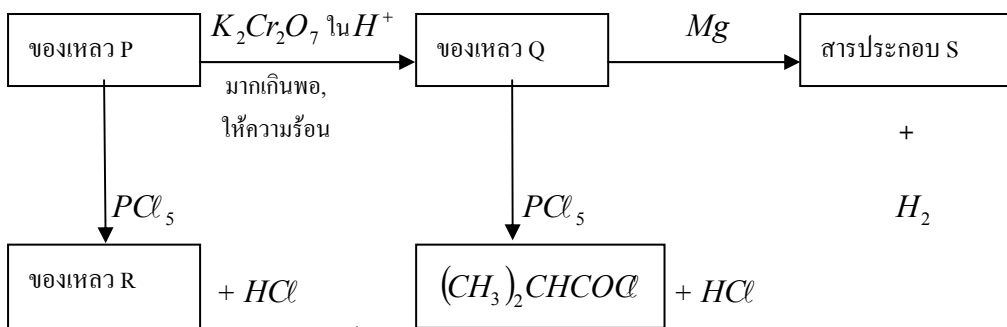 ของเหลว P
K₂Cr₂O₇ ใน H⁺
มากเกินพอ,
ให้ความร้อน
ของเหลว Q
Mg
สารประกอบ S
+
H₂
PCℓ₅
PCℓ₅
ของเหลว R
+ HCℓ
(CH₃)₂CHCOCℓ
+ HCℓ